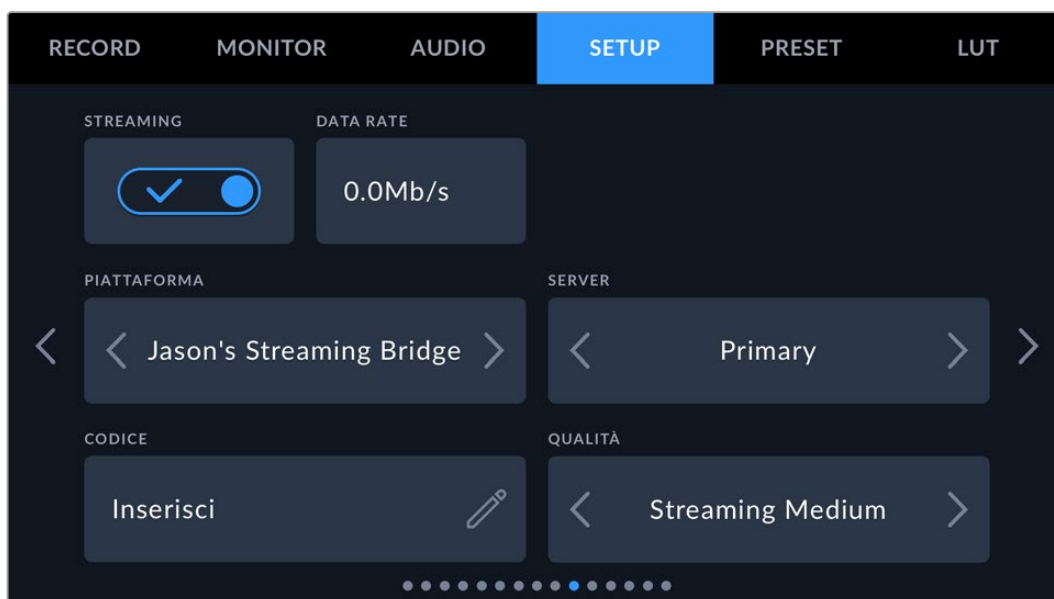 RECORD MONITOR AUDIO SETUP PRESET LUT
STREAMING DATA RATE
0.0Mb/s
PIATTAFORMA SERVER
Jason's Streaming Bridge Primary
CODICE QUALITÀ
Inserisci Streaming Medium